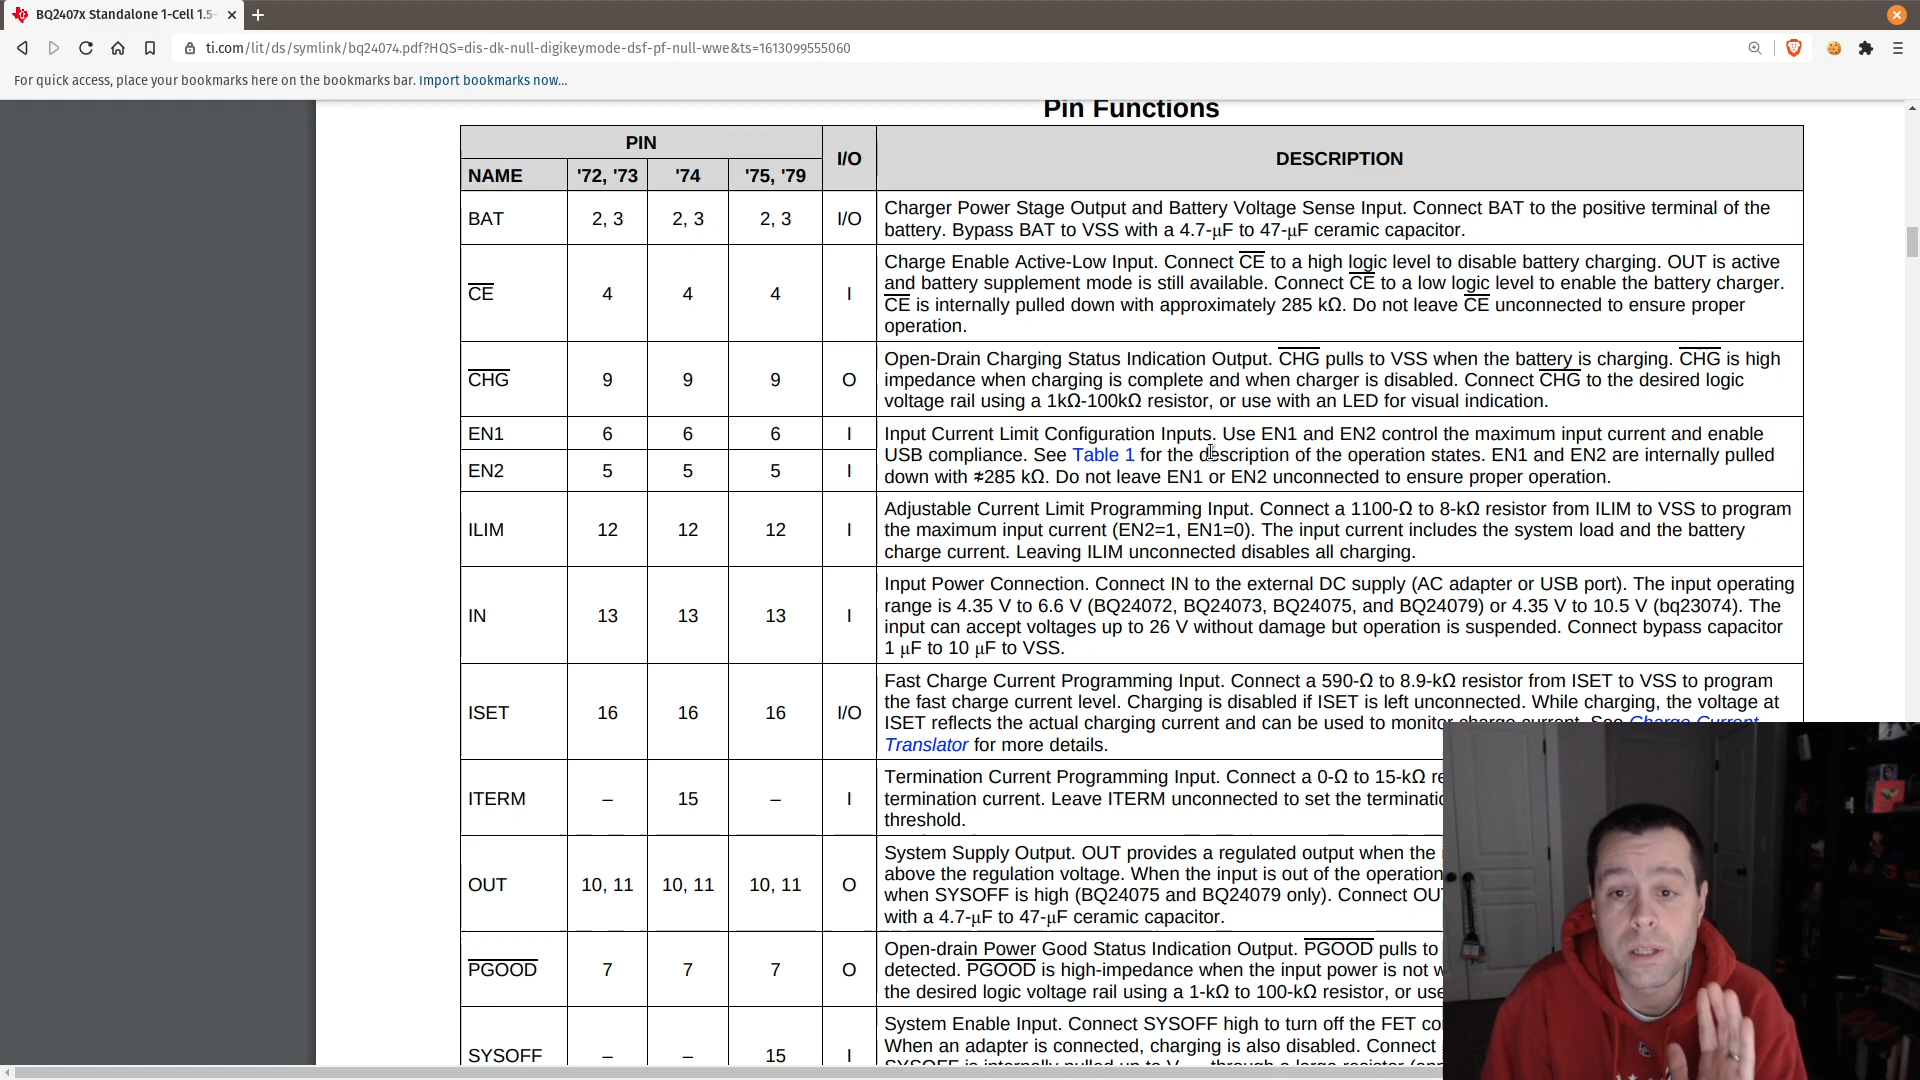 BQ2407x Standalone 1-Cell 1.5-
ti.com/lit/ds/symlink/bq24074.pdf?HQS=dis-dk-null-digikeymode-dsf-pf-null-wwe&ts=1613099555060
For quick access, place your bookmarks here on the bookmarks bar. Import bookmarks now...
Pin Functions
PIN I/O DESCRIPTION
NAME '72, '73 '74 '75, '79
BAT 2, 3 2, 3 2, 3 I/O
Charger Power Stage Output and Battery Voltage Sense Input. Connect BAT to the positive terminal of the
battery. Bypass BAT to VSS with a 4.7-μF to 47-μF ceramic capacitor.
CE 4 4 4 I
Charge Enable Active-Low Input. Connect CE to a high logic level to disable battery charging. OUT is active
and battery supplement mode is still available. Connect CE to a low logic level to enable the battery charger.
CE is internally pulled down with approximately 285 kΩ. Do not leave CE unconnected to ensure proper
operation.
CHG 9 9 9 O
Open-Drain Charging Status Indication Output. CHG pulls to VSS when the battery is charging. CHG is high
impedance when charging is complete and when charger is disabled. Connect CHG to the desired logic
voltage rail using a 1kΩ-100kΩ resistor, or use with an LED for visual indication.
EN1 6 6 6 I
EN2 5 5 5 I
Input Current Limit Configuration Inputs. Use EN1 and EN2 control the maximum input current and enable
USB compliance. See Table 1 for the description of the operation states. EN1 and EN2 are internally pulled
down with ≉285 kΩ. Do not leave EN1 or EN2 unconnected to ensure proper operation.
ILIM 12 12 12 I
Adjustable Current Limit Programming Input. Connect a 1100-Ω to 8-kΩ resistor from ILIM to VSS to program
the maximum input current (EN2=1, EN1=0). The input current includes the system load and the battery
charge current. Leaving ILIM unconnected disables all charging.
IN 13 13 13 I
Input Power Connection. Connect IN to the external DC supply (AC adapter or USB port). The input operating
range is 4.35 V to 6.6 V (BQ24072, BQ24073, BQ24075, and BQ24079) or 4.35 V to 10.5 V (bq23074). The
input can accept voltages up to 26 V without damage but operation is suspended. Connect bypass capacitor
1 μF to 10 μF to VSS.
ISET 16 16 16 I/O
Fast Charge Current Programming Input. Connect a 590-Ω to 8.9-kΩ resistor from ISET to VSS to program
the fast charge current level. Charging is disabled if ISET is left unconnected. While charging, the voltage at
ISET reflects the actual charging current and can be used to monitor charge current. See Charge Current
Translator for more details.
ITERM – 15 – I
Termination Current Programming Input. Connect a 0-Ω to 15-kΩ
termination current. Leave ITERM unconnected to set the
threshold.
OUT 10, 11 10, 11 10, 11 O
System Supply Output. OUT provides a regulated output when the
above the regulation voltage. When the input is out of the operation
when SYSOFF is high (BQ24075 and BQ24079 only). Connect
with a 4.7-μF to 47-μF ceramic capacitor.
PGOOD 7 7 7 O
Open-drain Power Good Status Indication Output. PGOOD pulls to
detected. PGOOD is high-impedance when the input power is not
the desired logic voltage rail using a 1-kΩ to 100-kΩ resistor, or use
SYSOFF – – 15 I
System Enable Input. Connect SYSOFF high to turn off the FET
When an adapter is connected, charging is also disabled. Connect